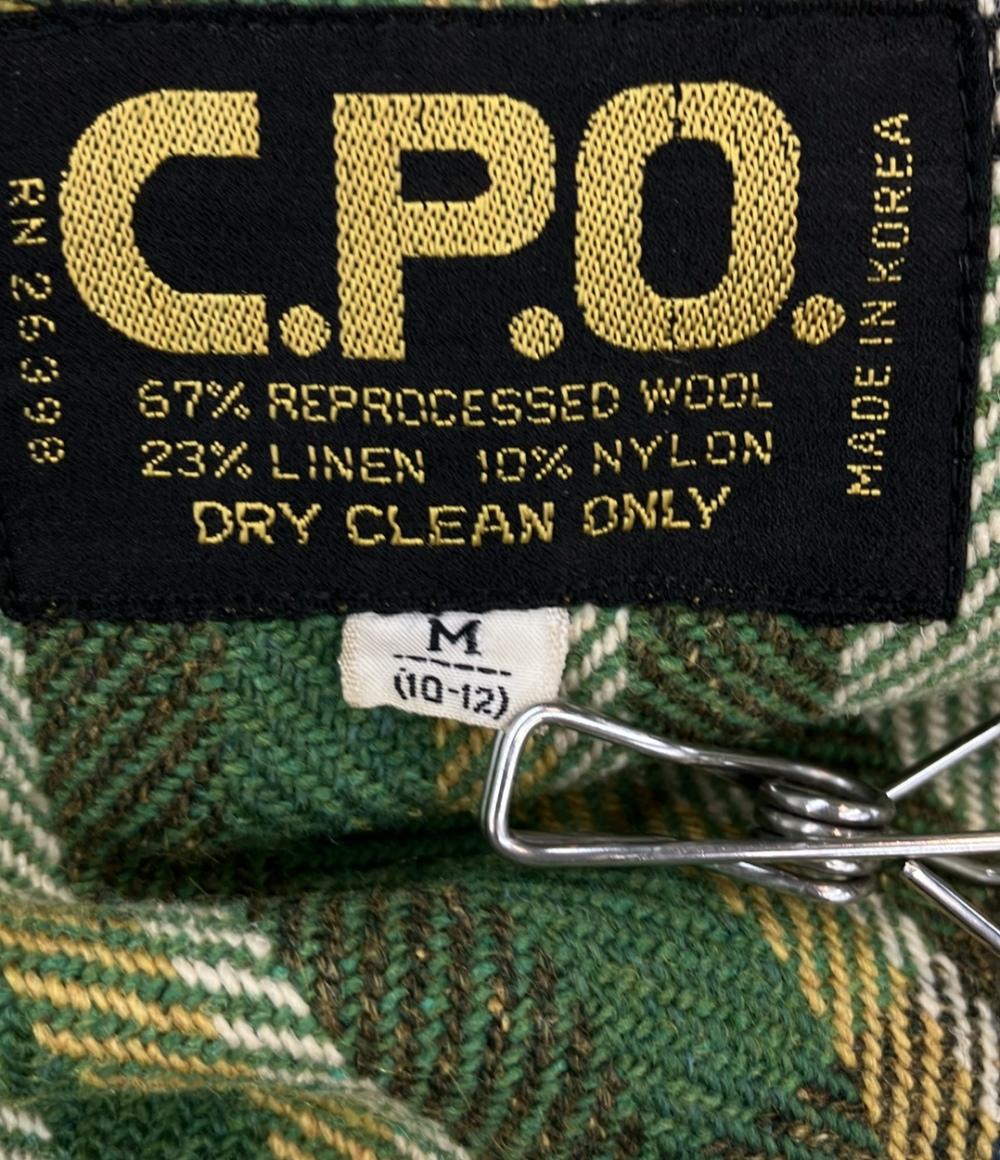 C.P.O.
RN 26398
67% REPROCESSED WOOL
23% LINEN 10% NYLON
DRY CLEAN ONLY
MADE IN KOREA
M
(10-12)